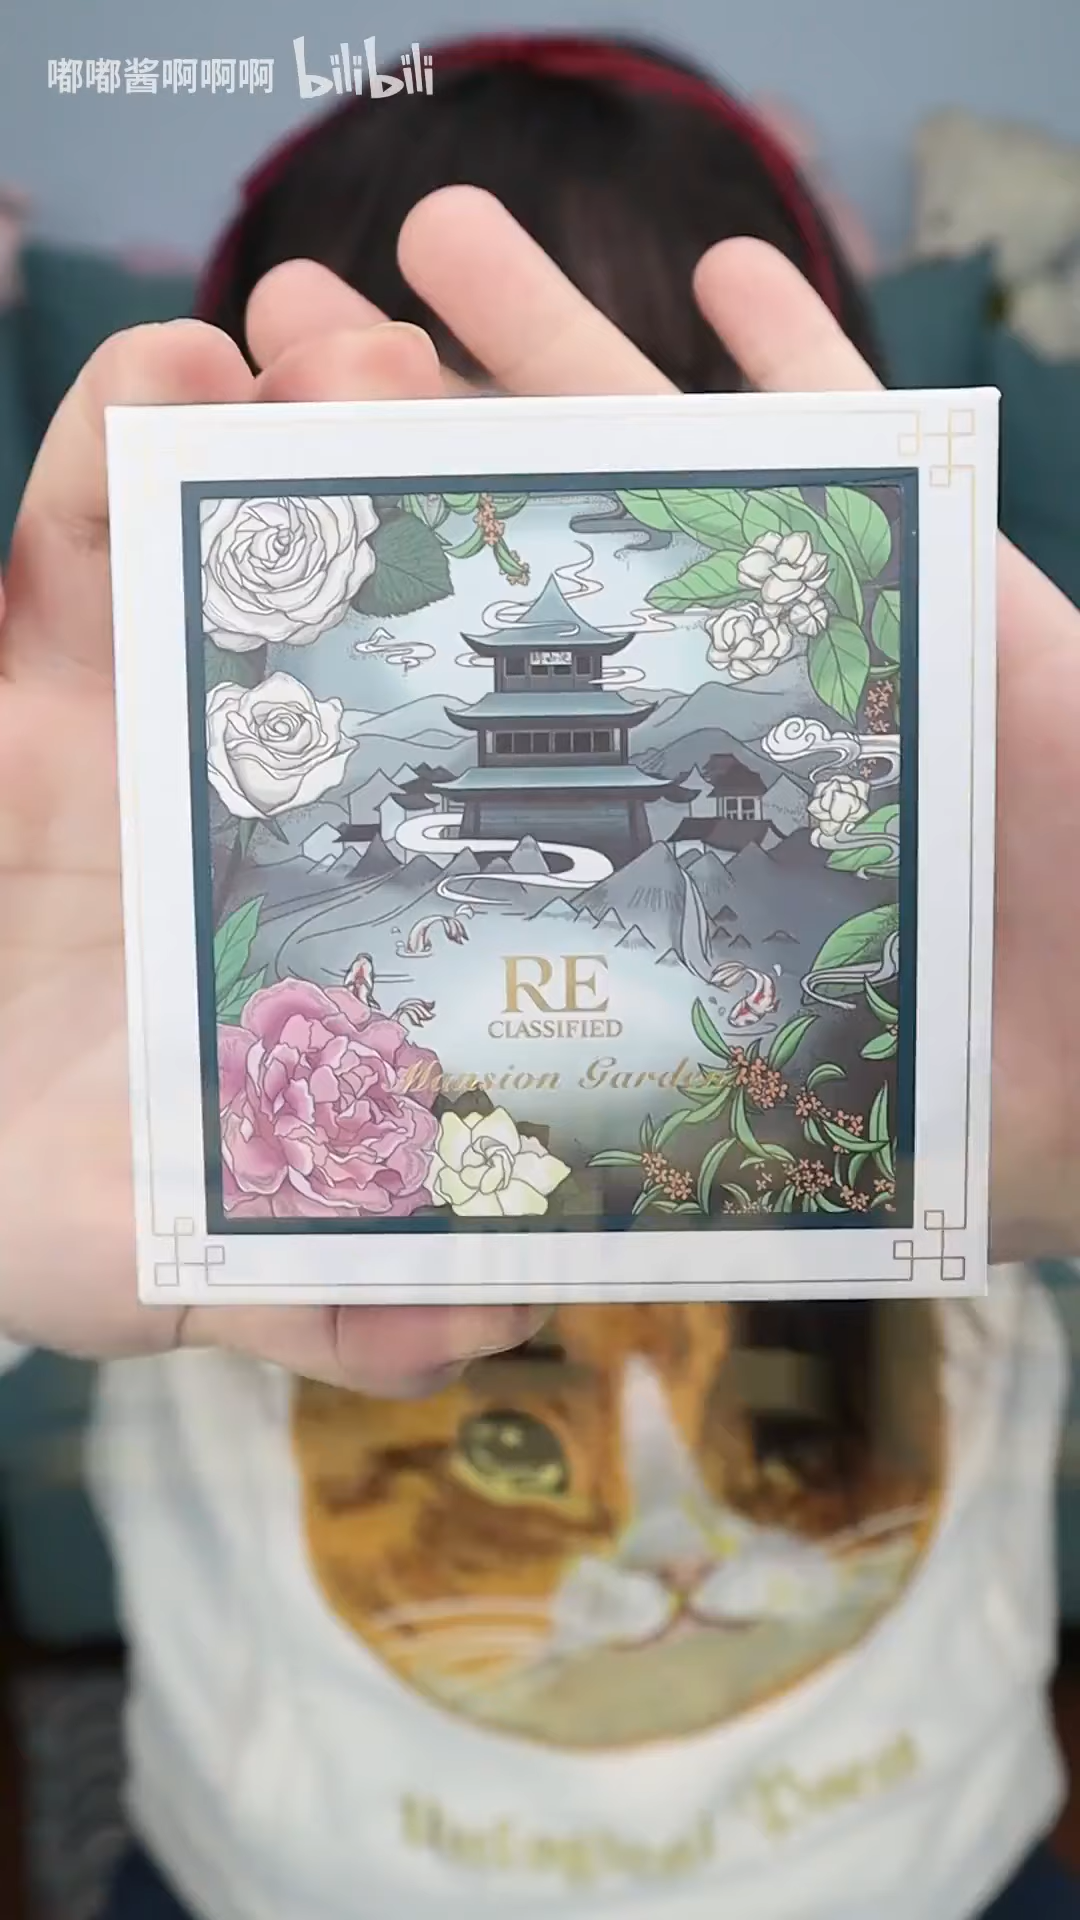 嘟嘟酱啊啊啊 bilibili
RE
CLASSIFIED
Mansion Garden